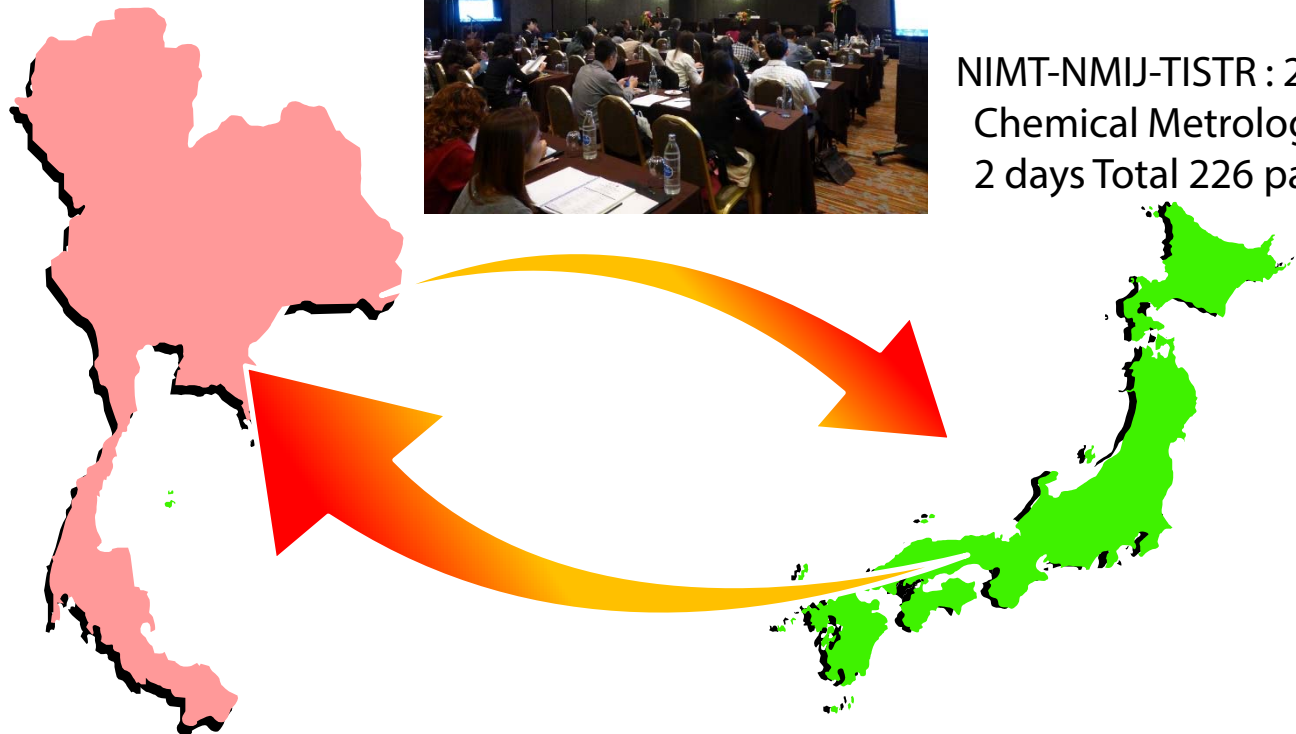 NIMT-NMIJ-TISTR : 2
Chemical Metrolog
2 days Total 226 pa